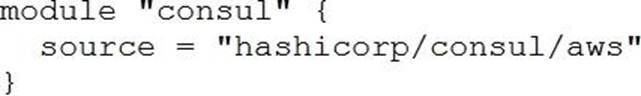 module "consul" {
  source = "hashicorp/consul/aws"
}